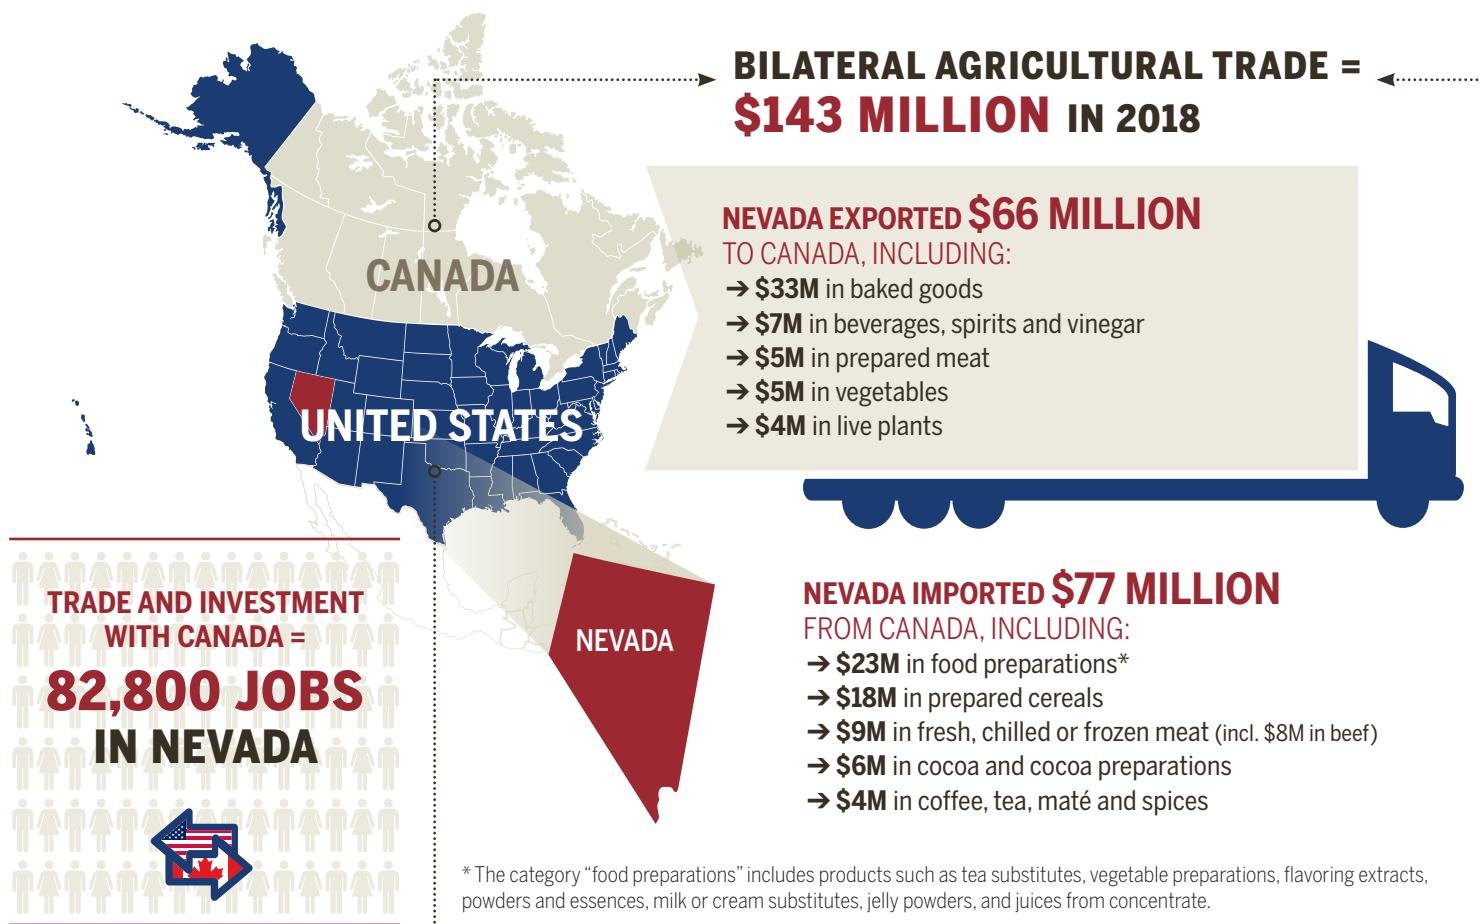 BILATERAL AGRICULTURAL TRADE =
$143 MILLION IN 2018
NEVADA EXPORTED $66 MILLION
TO CANADA, INCLUDING:
➔ $33M in baked goods
➔ $7M in beverages, spirits and vinegar
➔ $5M in prepared meat
➔ $5M in vegetables
➔ $4M in live plants
CANADA
UNITED STATES
NEVADA
NEVADA IMPORTED $77 MILLION
FROM CANADA, INCLUDING:
➔ $23M in food preparations*
➔ $18M in prepared cereals
➔ $9M in fresh, chilled or frozen meat (incl. $8M in beef)
➔ $6M in cocoa and cocoa preparations
➔ $4M in coffee, tea, maté and spices
TRADE AND INVESTMENT
WITH CANADA =
82,800 JOBS
IN NEVADA
* The category “food preparations” includes products such as tea substitutes, vegetable preparations, flavoring extracts,
powders and essences, milk or cream substitutes, jelly powders, and juices from concentrate.